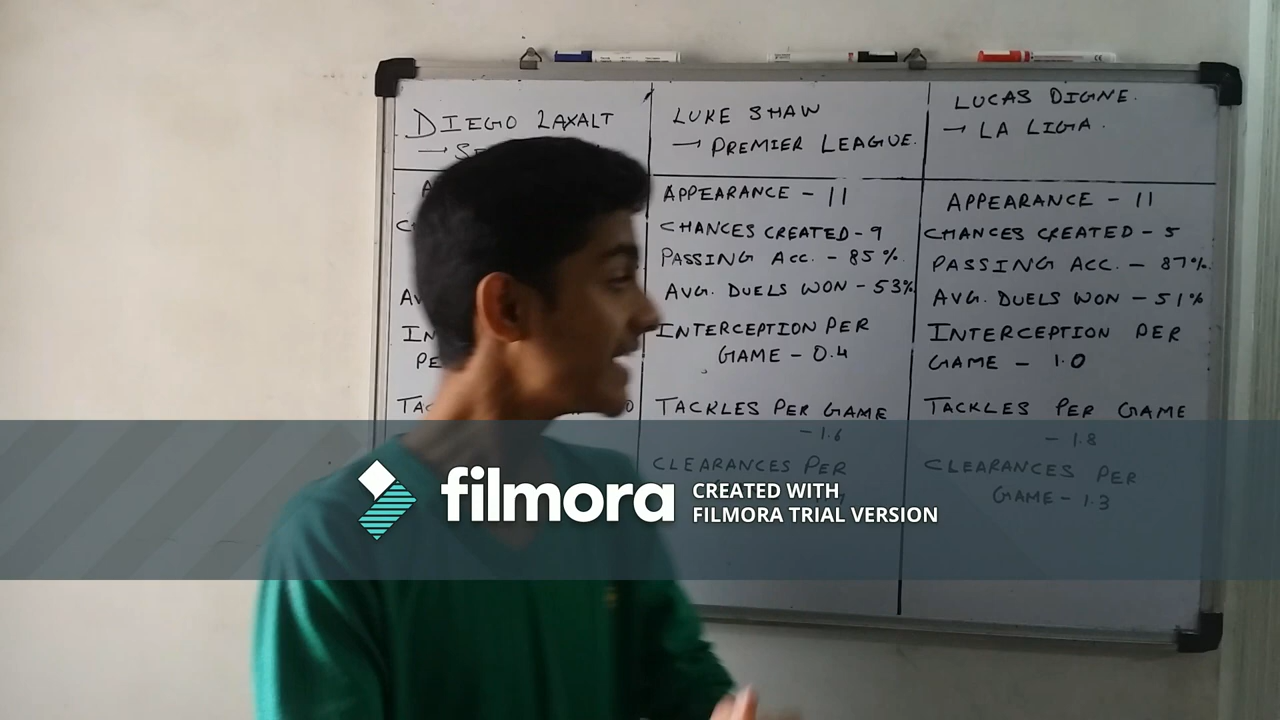 DIEGO LAXALT
LUKE SHAW
→ PREMIER LEAGUE.
LUCAS DIGNE.
→ LA LIGA.
APPEARANCE - 11
CHANCES CREATED - 9
PASSING ACC. - 85%.
AVG. DUELS WON - 53%
INTERCEPTION PER
GAME - 0.4
TACKLES PER GAME
- 1.6
CLEARANCES PER
APPEARANCE - 11
CHANCES CREATED - 5
PASSING ACC. - 87%.
AVG. DUELS WON - 51%
INTERCEPTION PER
GAME - 1.0
TACKLES PER GAME
- 1.8
CLEARANCES PER
GAME - 1.3
filmora
CREATED WITH
FILMORA TRIAL VERSION